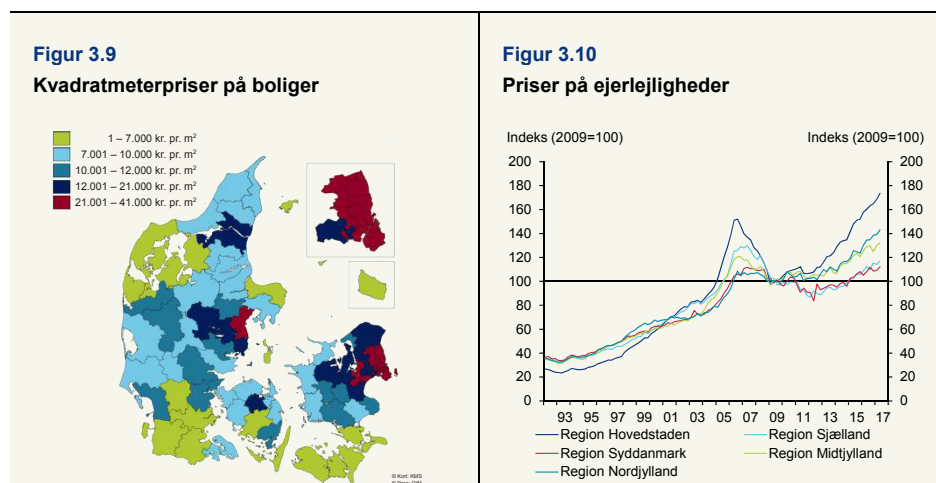 Figur 3.9
Kvadratmeterpriser på boliger
1 – 7.000 kr. pr. m²
7.001 – 10.000 kr. pr. m²
10.001 – 12.000 kr. pr. m²
12.001 – 21.000 kr. pr. m²
21.001 – 41.000 kr. pr. m²
© Kort: KMS
Figur 3.10
Priser på ejerlejligheder
Indeks (2009=100) Indeks (2009=100)
200 200
180 180
160 160
140 140
120 120
100 100
80 80
60 60
40 40
20 20
0 0
93 95 97 99 01 03 05 07 09 11 13 15 17
Region Hovedstaden Region Sjælland
Region Syddanmark Region Midtjylland
Region Nordjylland